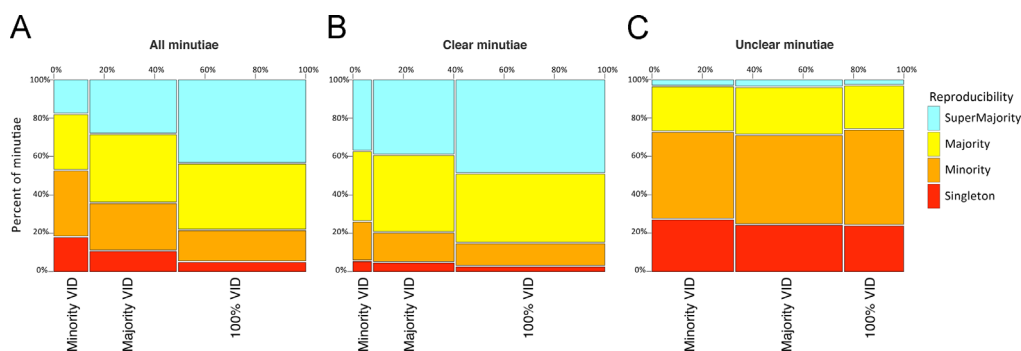 A
B
C
All minutiae
Clear minutiae
Unclear minutiae
0% 20% 40% 60% 80% 100%
0% 20% 40% 60% 80% 100%
0% 20% 40% 60% 80% 100%
Percent of minutiae
100%
80%
60%
40%
20%
0%
100%
80%
60%
40%
20%
0%
100%
80%
60%
40%
20%
0%
Minority VID
Majority VID
100% VID
Minority VID
Majority VID
100% VID
Minority VID
Majority VID
100% VID
Reproducibility
SuperMajority
Majority
Minority
Singleton